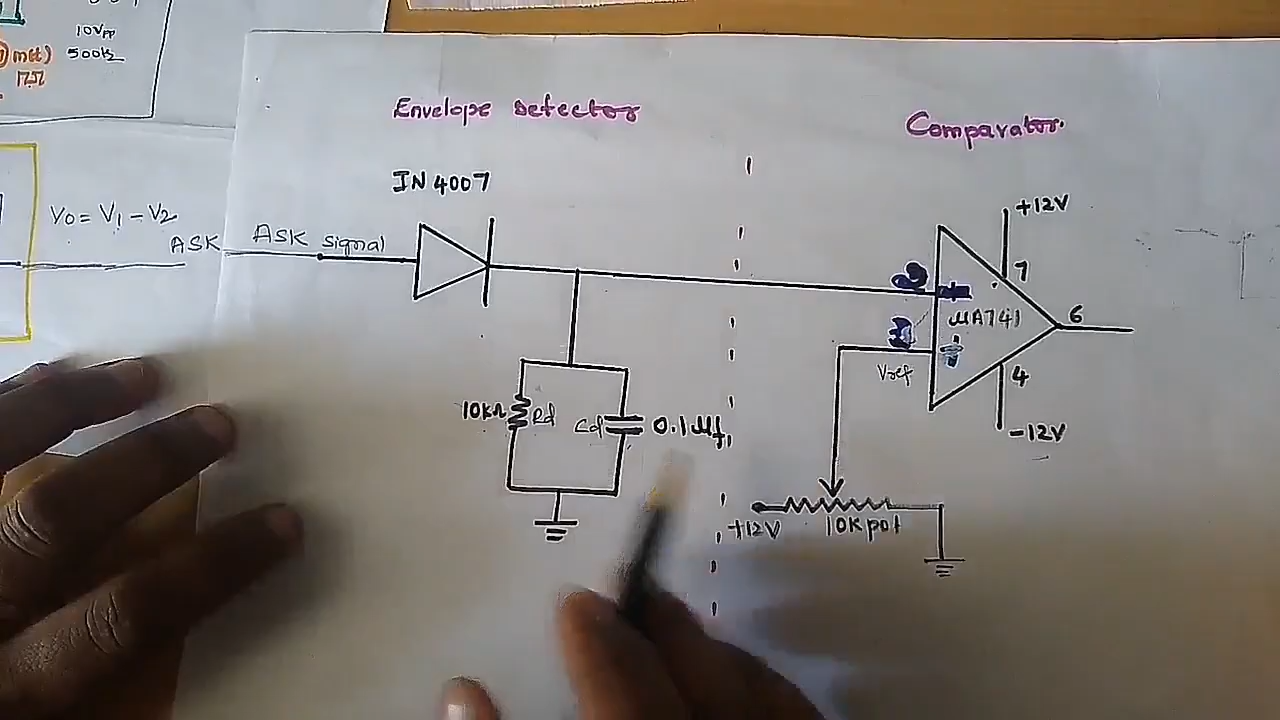 10Vpp
m(t) 500Hz
Envelope Detector
Comparator.
IN 4007
+12V
Vo = V1 - V2
ASK
ASK signal
7
μA741
6
Vref
4
10kΩ Rd
Cd 0.1μf
-12V
+12V
10K pot